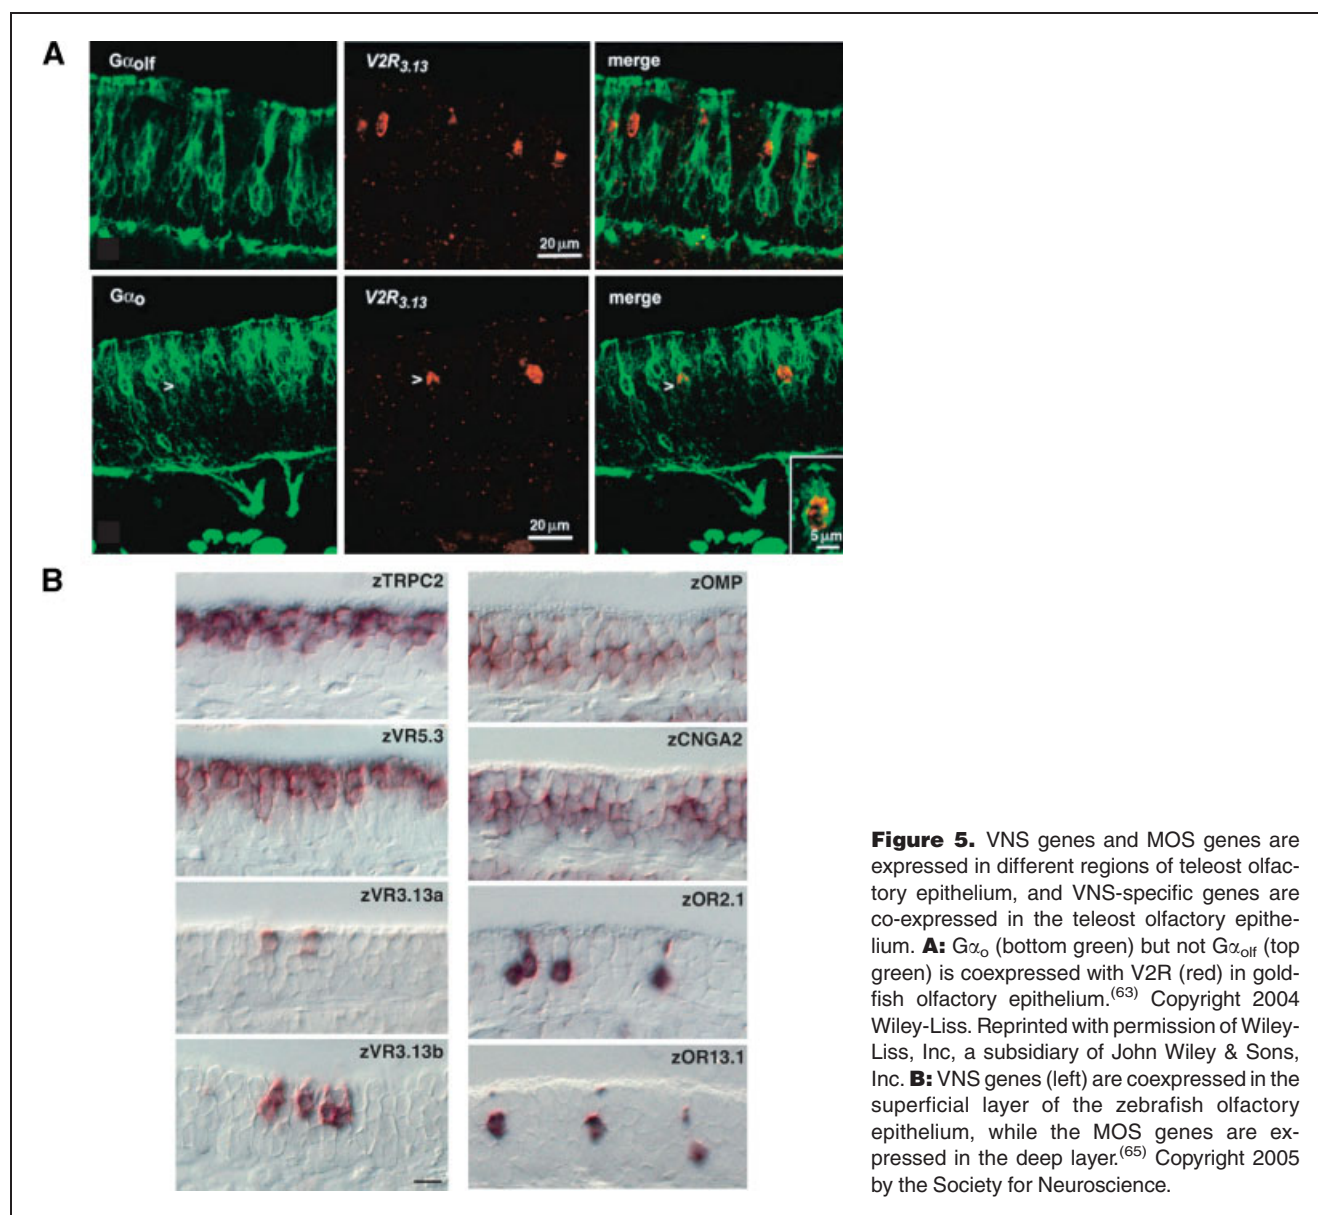 A
Gαolf
V2R3.13
merge
20 μm
Gαo
V2R3.13
merge
>
>
>
20 μm
5 μm
B
zTRPC2
zOMP
zVR5.3
zCNGA2
zVR3.13a
zOR2.1
zVR3.13b
zOR13.1
Figure 5. VNS genes and MOS genes are
expressed in different regions of teleost olfac-
tory epithelium, and VNS-specific genes are
co-expressed in the teleost olfactory epithe-
lium. A: Gαo (bottom green) but not Gαolf (top
green) is coexpressed with V2R (red) in gold-
fish olfactory epithelium.(63) Copyright 2004
Wiley-Liss. Reprinted with permission of Wiley-
Liss, Inc, a subsidiary of John Wiley & Sons,
Inc. B: VNS genes (left) are coexpressed in the
superficial layer of the zebrafish olfactory
epithelium, while the MOS genes are ex-
pressed in the deep layer.(65) Copyright 2005
by the Society for Neuroscience.